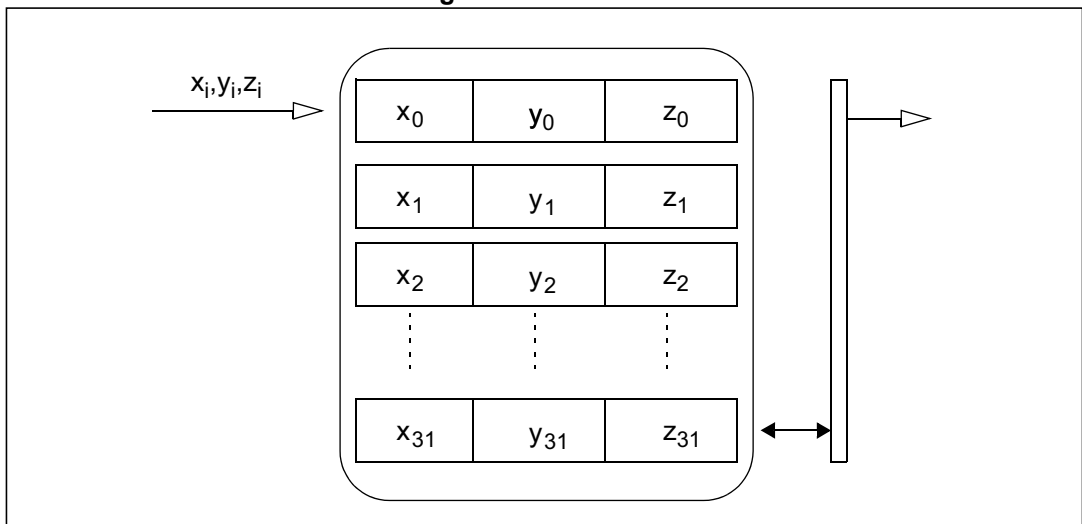 xᵢ,yᵢ,zᵢ
x₀ y₀ z₀
x₁ y₁ z₁
x₂ y₂ z₂
x₃₁ y₃₁ z₃₁